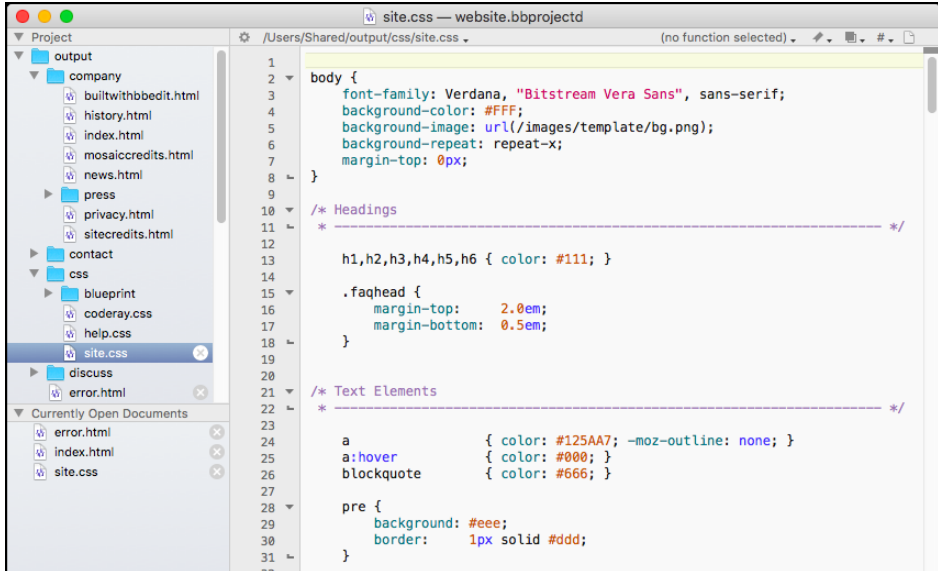 site.css — website.bbprojectd
Project
/Users/Shared/output/css/site.css
(no function selected)
#
output
company
builtwithbbedit.html
history.html
index.html
mosaiccredits.html
news.html
press
privacy.html
sitecredits.html
contact
css
blueprint
coderay.css
help.css
site.css
discuss
error.html
Currently Open Documents
error.html
index.html
site.css
1
2 body {
3 font-family: Verdana, "Bitstream Vera Sans", sans-serif;
4 background-color: #FFF;
5 background-image: url(/images/template/bg.png);
6 background-repeat: repeat-x;
7 margin-top: 0px;
8 }
9
10 /* Headings
11 * ---------------------------------------------------------------------- */
12
13 h1,h2,h3,h4,h5,h6 { color: #111; }
14
15 .faqhead {
16 margin-top: 2.0em;
17 margin-bottom: 0.5em;
18 }
19
20
21 /* Text Elements
22 * ---------------------------------------------------------------------- */
23
24 a { color: #125AA7; -moz-outline: none; }
25 a:hover { color: #000; }
26 blockquote { color: #666; }
27
28 pre {
29 background: #eee;
30 border: 1px solid #ddd;
31 }